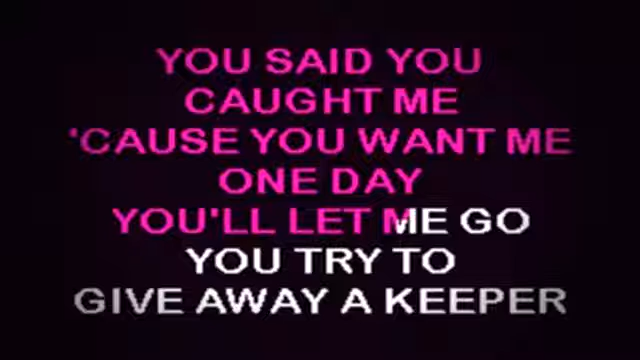 YOU SAID YOU
CAUGHT ME
'CAUSE YOU WANT ME
ONE DAY
YOU'LL LET ME GO
YOU TRY TO
GIVE AWAY A KEEPER